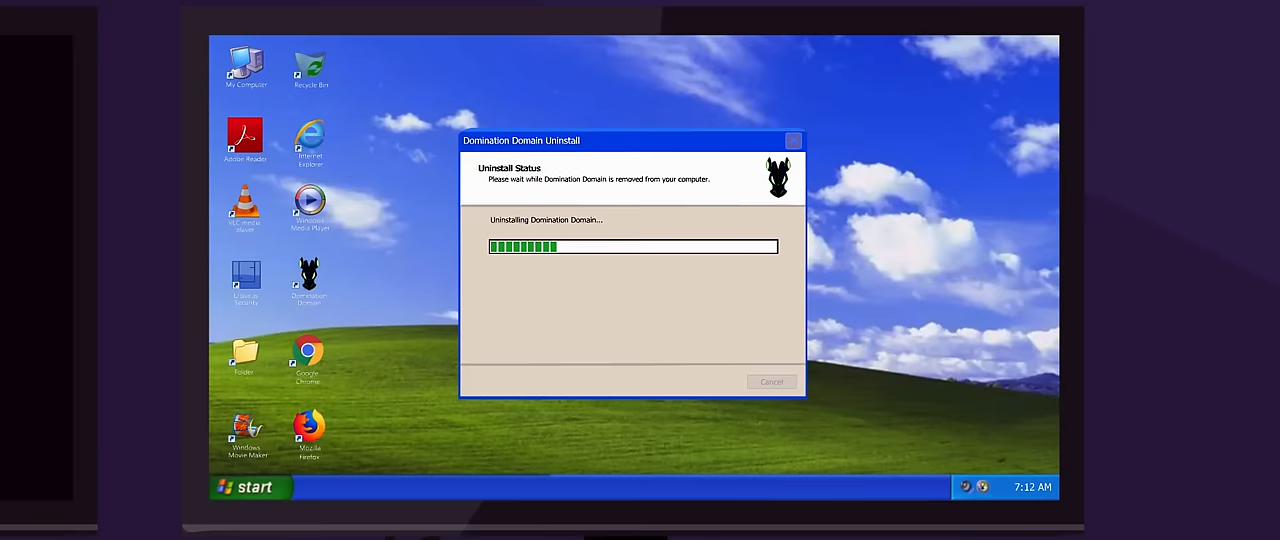 My Computer
Recycle Bin
Adobe Reader
Internet
Explorer
VLC media
player
Windows
Media Player
Security
Domination
Domain
Folder
Google
Chrome
Windows
Movie Maker
Mozilla
Firefox
Domination Domain Uninstall
Uninstall Status
Please wait while Domination Domain is removed from your computer.
Uninstalling Domination Domain...
Cancel
start
7:12 AM